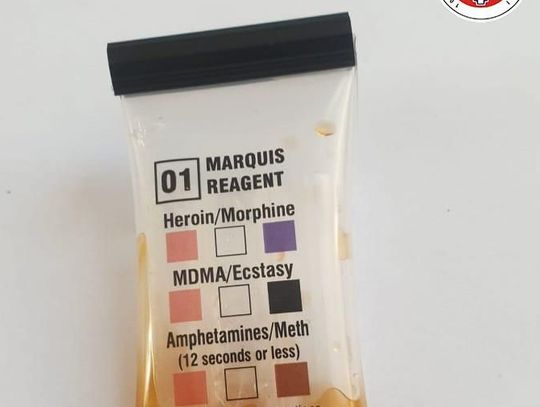 01 MARQUIS
REAGENT
Heroin/Morphine
MDMA/Ecstasy
Amphetamines/Meth
(12 seconds or less)